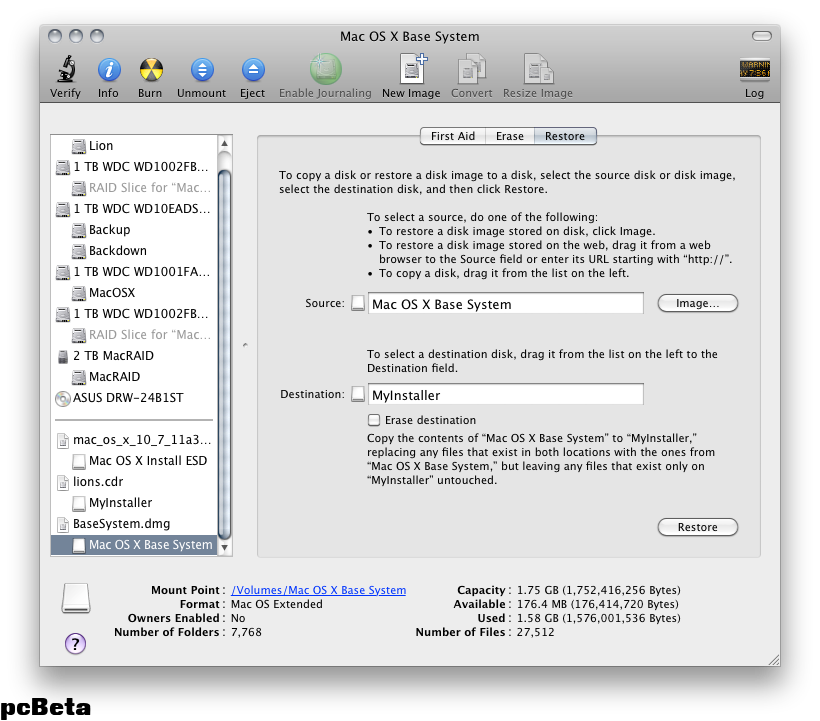 Mac OS X Base System
Verify Info Burn Unmount Eject Enable Journaling New Image Convert Resize Image Log
WARNIN
First Aid Erase Restore
Lion
1 TB WDC WD1002FB...
RAID Slice for “Mac...
1 TB WDC WD10EADS...
Backup
Backdown
1 TB WDC WD1001FA...
MacOSX
1 TB WDC WD1002FB...
RAID Slice for “Mac...
2 TB MacRAID
MacRAID
ASUS DRW-24B1ST
mac_os_x_10_7_11a3...
Mac OS X Install ESD
lions.cdr
MyInstaller
BaseSystem.dmg
Mac OS X Base System
To copy a disk or restore a disk image to a disk, select the source disk or disk image,
select the destination disk, and then click Restore.
To select a source, do one of the following:
• To restore a disk image stored on disk, click Image.
• To restore a disk image stored on the web, drag it from a web
browser to the Source field or enter its URL starting with “http://”.
• To copy a disk, drag it from the list on the left.
Source: Mac OS X Base System Image...
To select a destination disk, drag it from the list on the left to the
Destination field.
Destination: MyInstaller
Erase destination
Copy the contents of “Mac OS X Base System” to “MyInstaller,”
replacing any files that exist in both locations with the ones from
“Mac OS X Base System,” but leaving any files that exist only on
“MyInstaller” untouched.
Restore
Mount Point : /Volumes/Mac OS X Base System
Format : Mac OS Extended
Owners Enabled : No
Number of Folders : 7,768
Capacity : 1.75 GB (1,752,416,256 Bytes)
Available : 176.4 MB (176,414,720 Bytes)
Used : 1.58 GB (1,576,001,536 Bytes)
Number of Files : 27,512
?
pcBeta